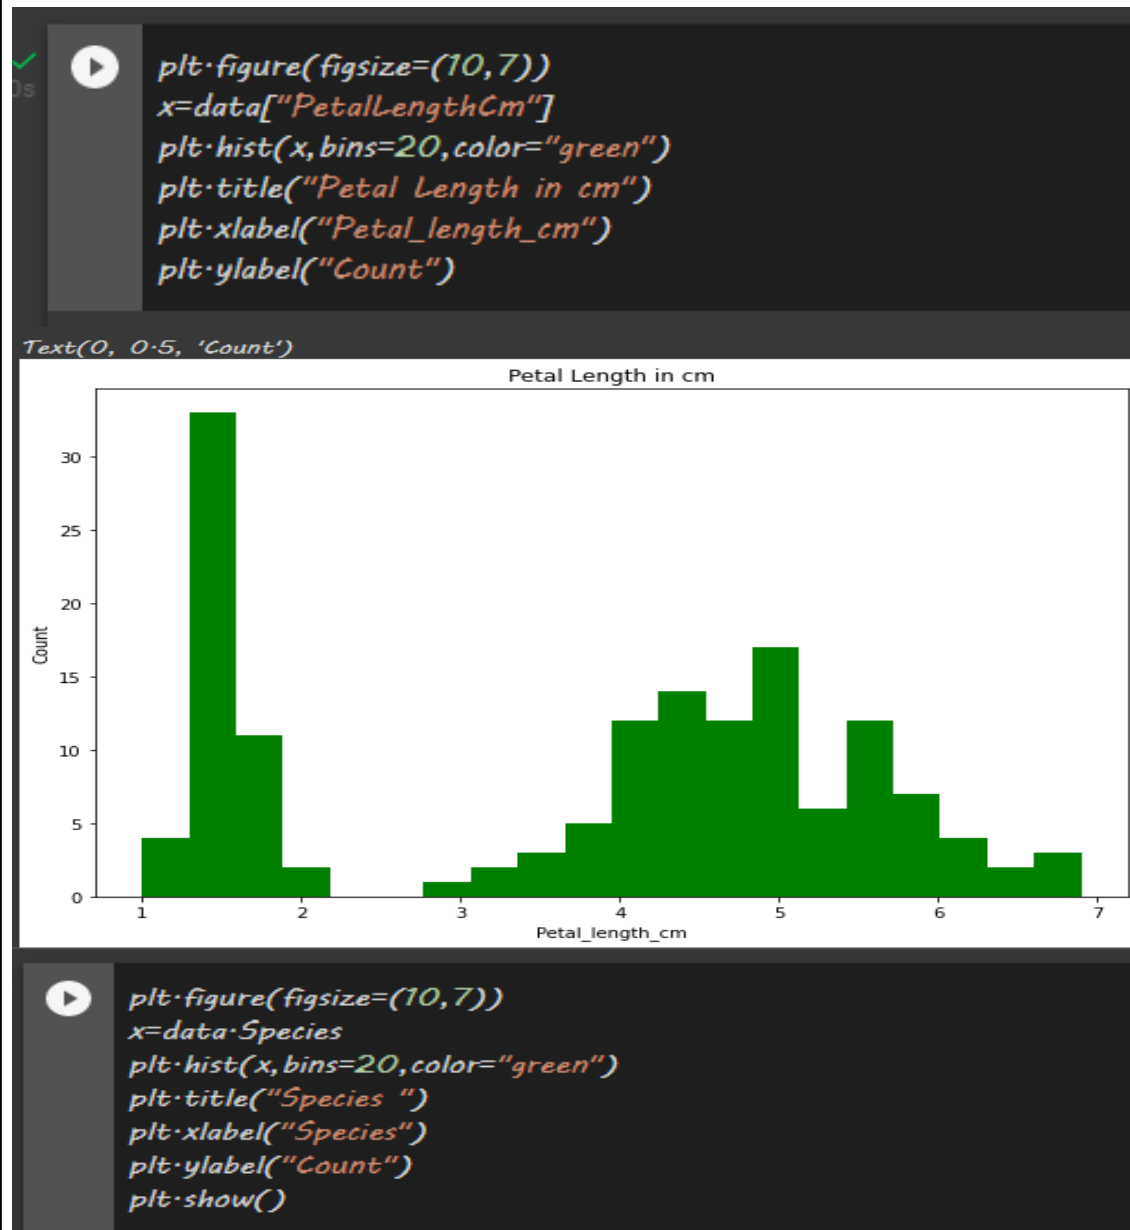 0s
plt·figure(figsize=(10,7))
x=data["PetalLengthCm"]
plt·hist(x,bins=20,color="green")
plt·title("Petal Length in cm")
plt·xlabel("Petal_length_cm")
plt·ylabel("Count")
Text(0, 0·5, 'Count')
Petal Length in cm
30
25
20
15
10
5
0
Count
1 2 3 4 5 6 7
Petal_length_cm
plt·figure(figsize=(10,7))
x=data·Species
plt·hist(x,bins=20,color="green")
plt·title("Species ")
plt·xlabel("Species")
plt·ylabel("Count")
plt·show()